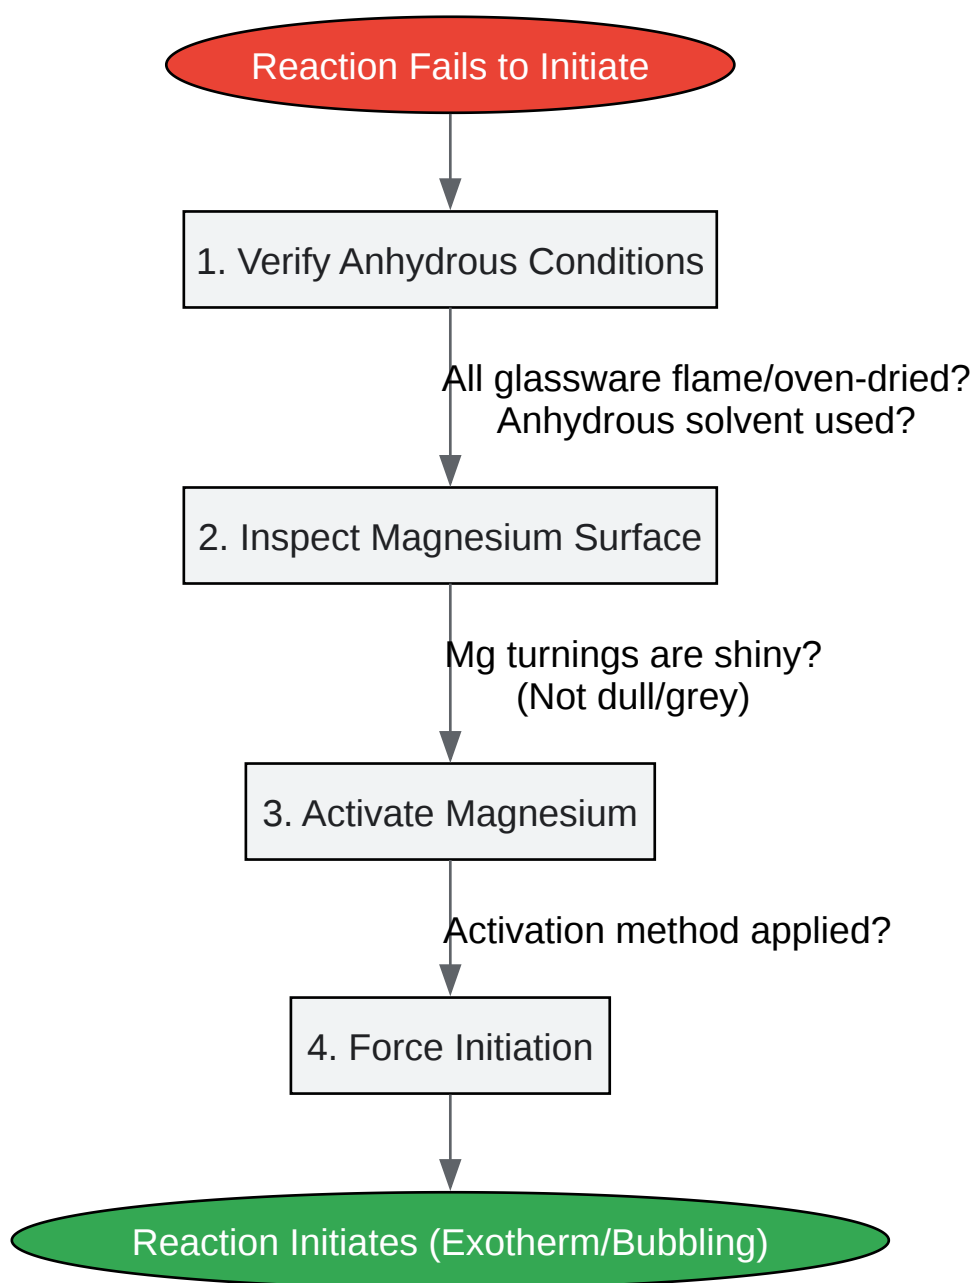 Reaction Fails to Initiate
1. Verify Anhydrous Conditions
All glassware flame/oven-dried?
Anhydrous solvent used?
2. Inspect Magnesium Surface
Mg turnings are shiny?
(Not dull/grey)
3. Activate Magnesium
Activation method applied?
4. Force Initiation
Reaction Initiates (Exotherm/Bubbling)